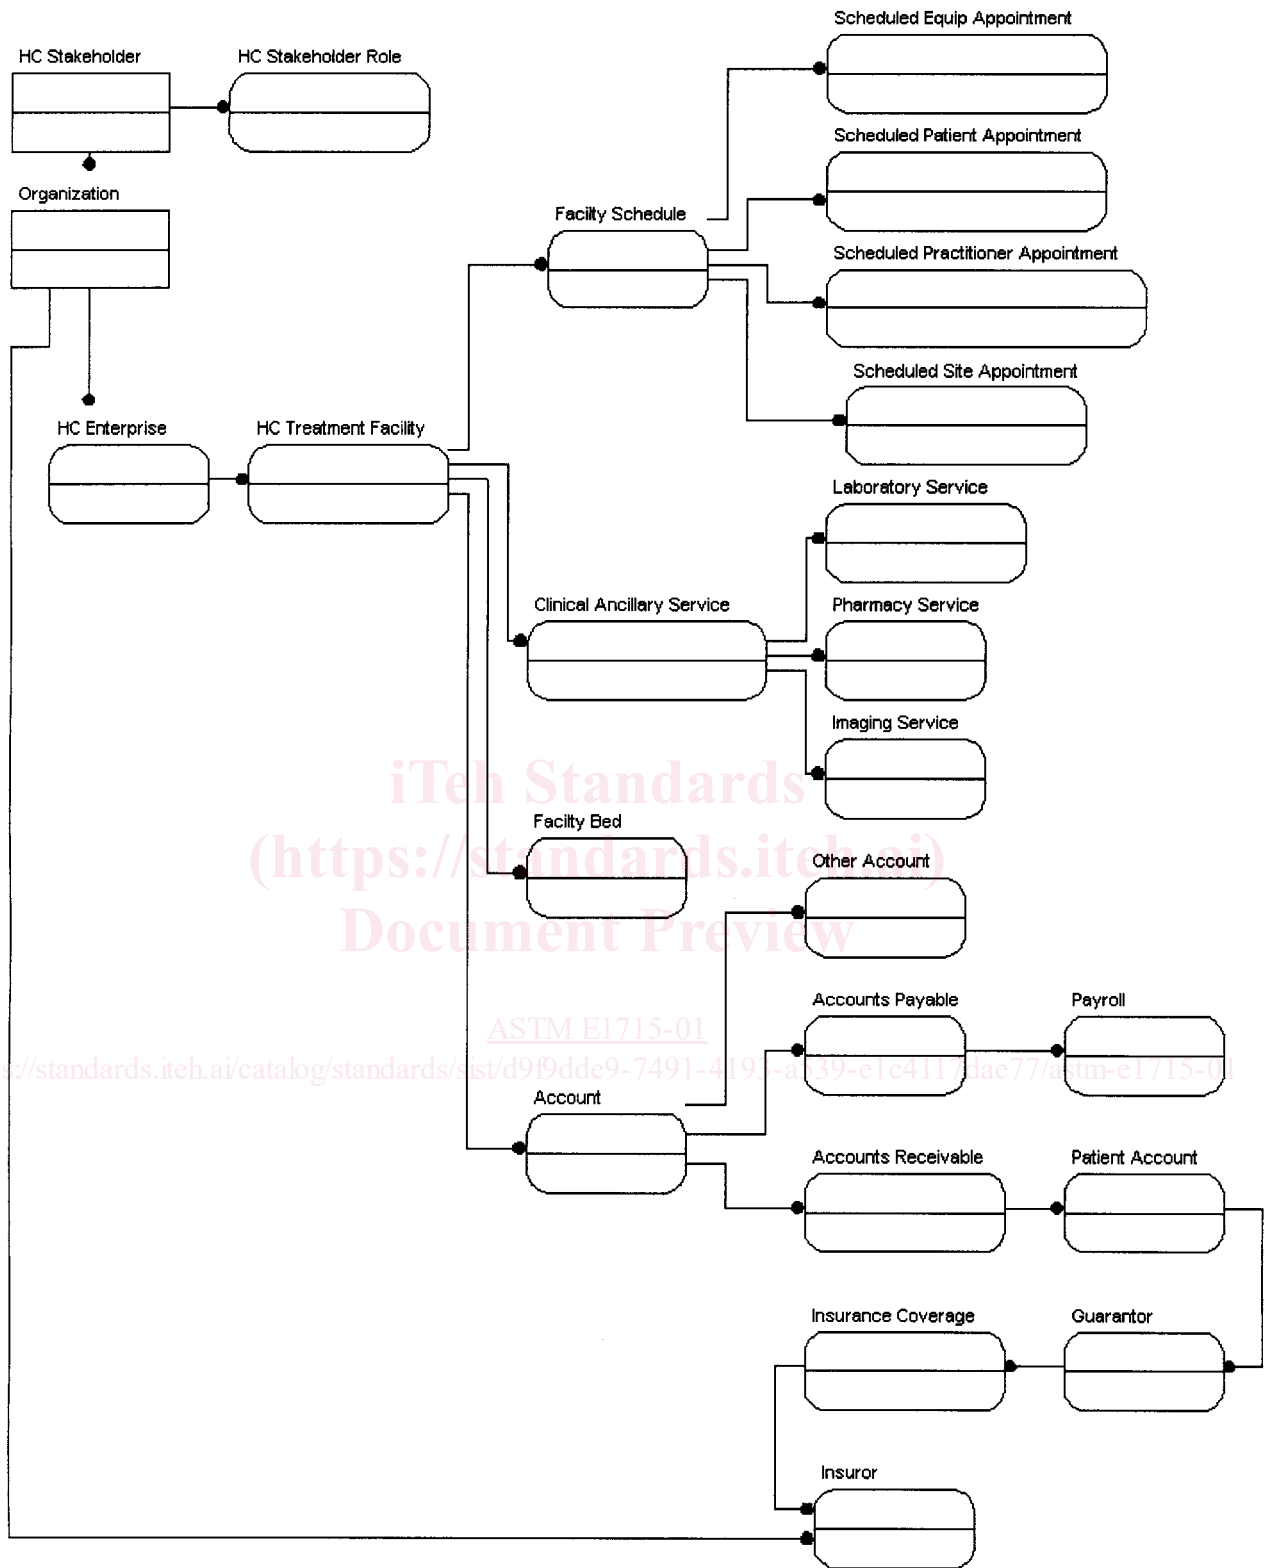 Scheduled Equip Appointment
HC Stakeholder
HC Stakeholder Role
Scheduled Patient Appointment
Organization
Facilty Schedule
Scheduled Practitioner Appointment
Scheduled Site Appointment
HC Enterprise
HC Treatment Facility
Laboratory Service
Clinical Ancillary Service
Pharmacy Service
Imaging Service
iTeh Standards
Facilty Bed
(https://standards.iteh.ai)
Other Account
Document Preview
Accounts Payable
Payroll
ASTM E1715-01
Account
Accounts Receivable
Patient Account
Insurance Coverage
Guarantor
Insuror